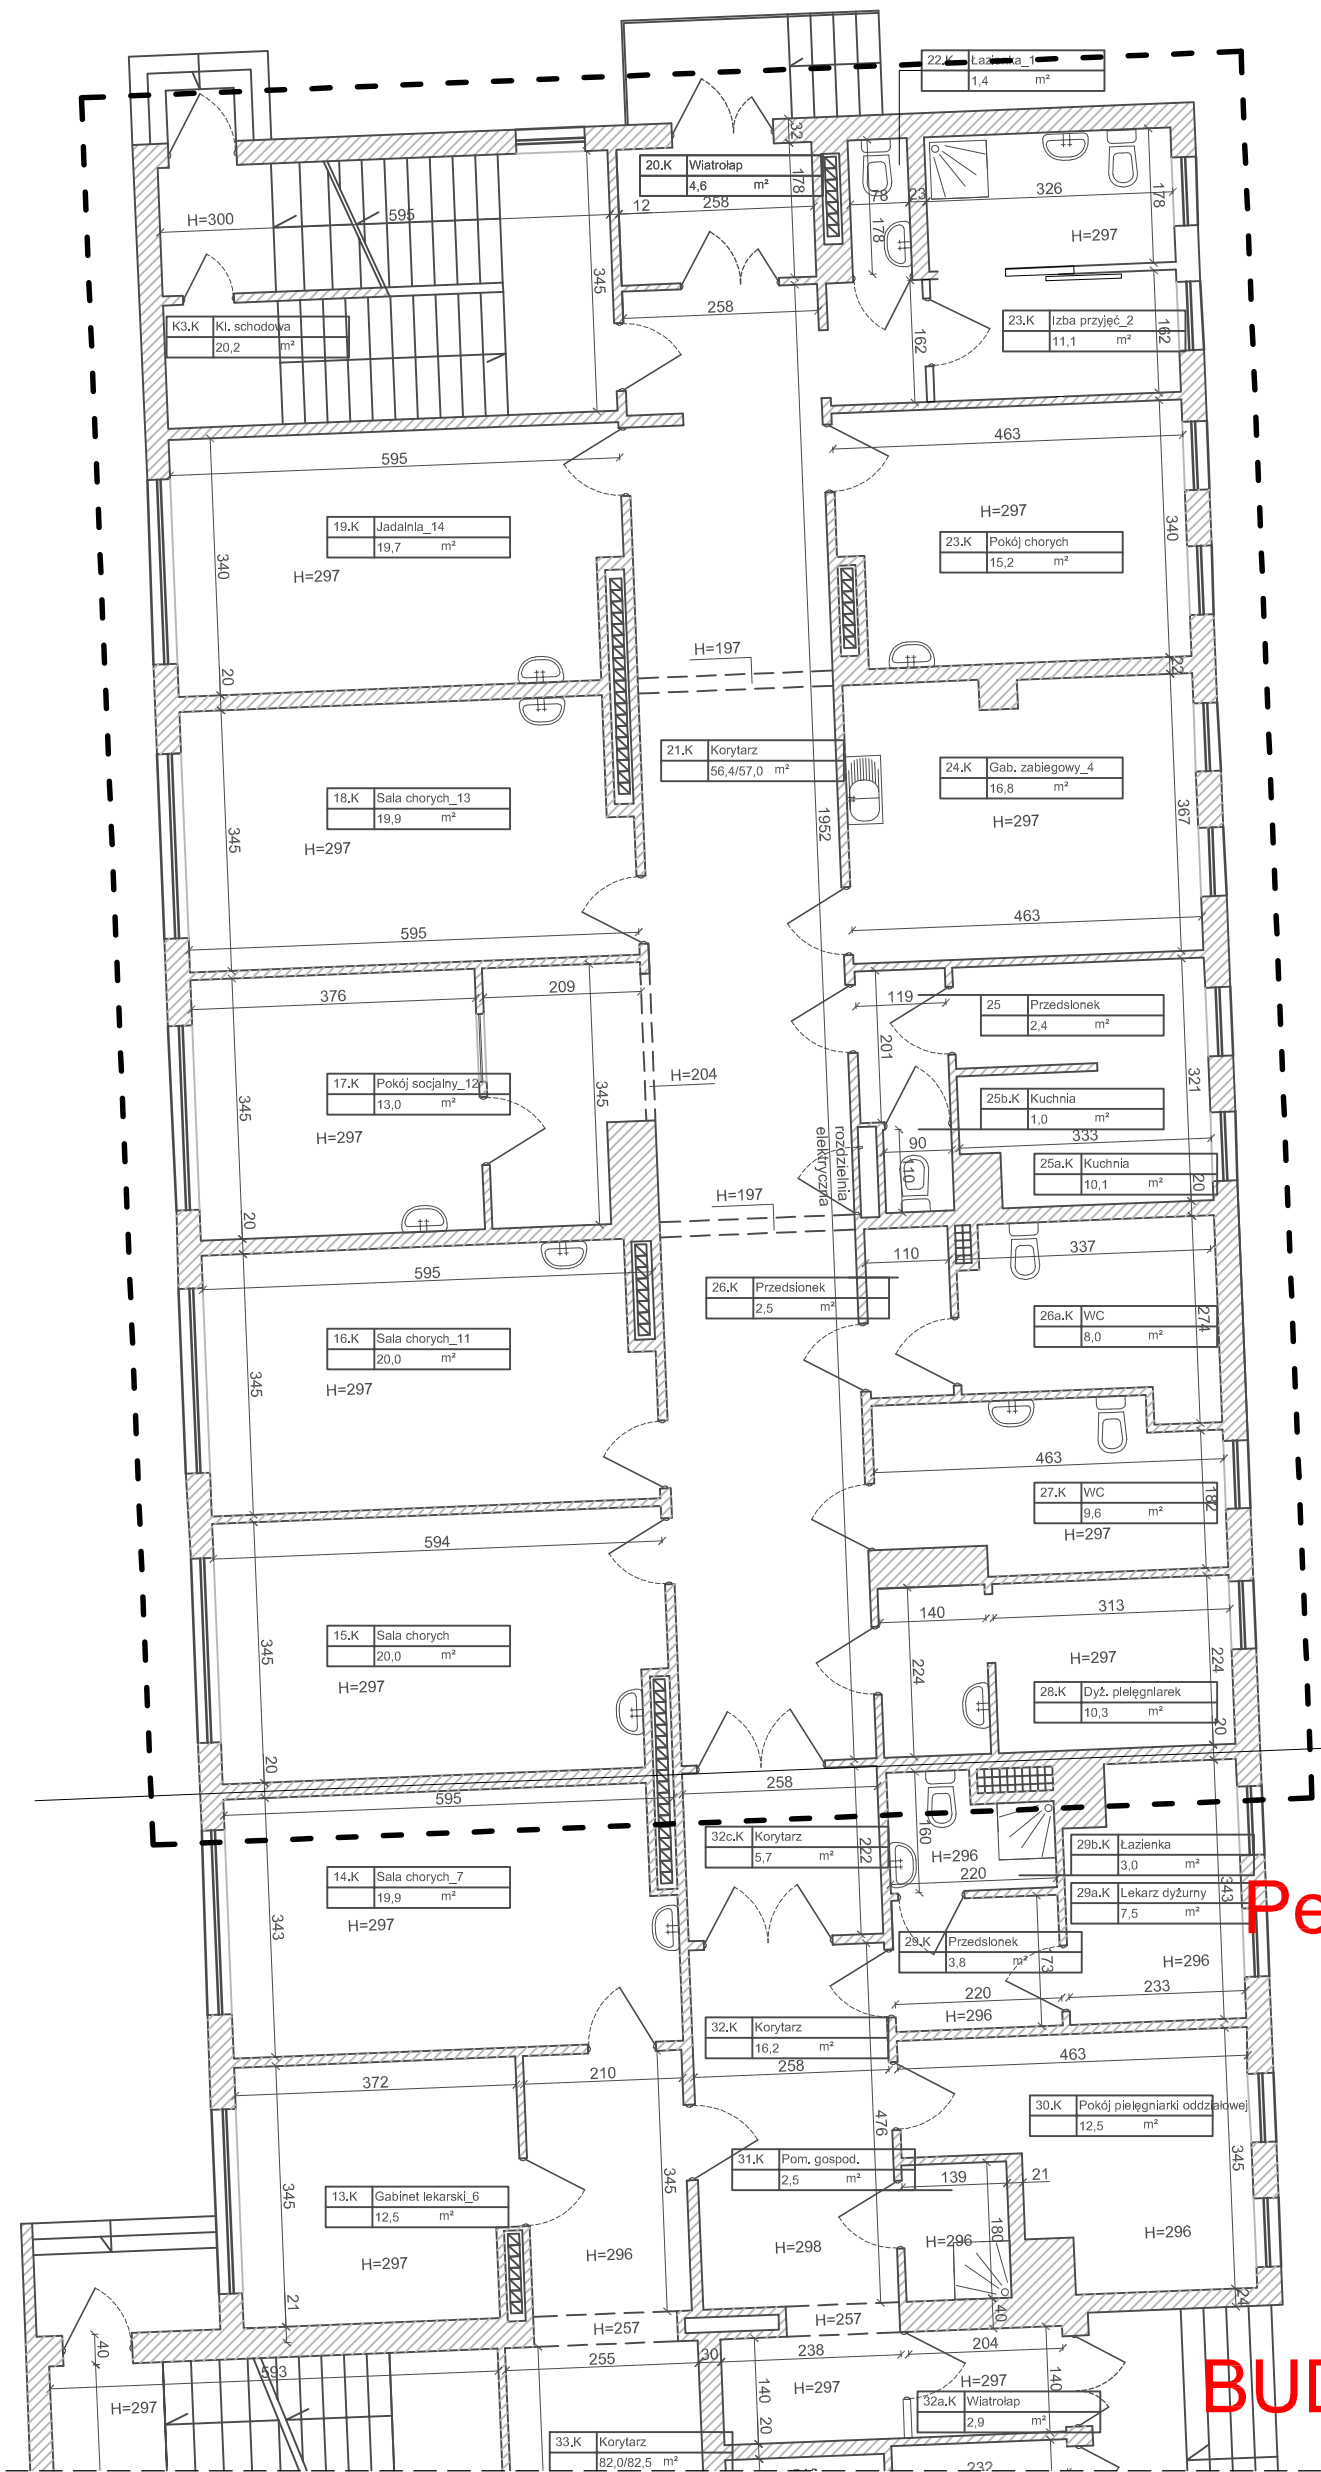 22.K Łazienka_1
1,4 m²
32
20.K Wiatrołap
4,6 m²
178
78
23
326
178
H=300
595
12
258
178
H=297
345
258
K3.K Kl. schodowa
20,2 m²
162
23.K Izba przyjęć_2
11,1 m²
162
595
463
19.K Jadalnia_14
19,7 m²
H=297
340
H=297
23.K Pokój chorych
15,2 m²
340
20
H=197
22
21.K Korytarz
56,4/57,0 m²
24.K Gab. zabiegowy_4
16,8 m²
H=297
367
18.K Sala chorych_13
19,9 m²
H=297
345
1952
595
463
376
209
119
25 Przedsionek
2,4 m²
201
321
17.K Pokój socjalny_12
13,0 m²
H=297
345
345
H=204
25b.K Kuchnia
1,0 m²
rozdzielnia
elektryczna
90
110
333
25a.K Kuchnia
10,1 m²
20
20
H=197
595
110
337
26.K Przedsionek
2,5 m²
26a.K WC
8,0 m²
274
16.K Sala chorych_11
20,0 m²
H=297
345
463
27.K WC
9,6 m²
182
H=297
594
140
313
15.K Sala chorych
20,0 m²
H=297
345
224
H=297
224
28.K Dyż. pielęgniarek
10,3 m²
20
20
595
258
32c.K Korytarz
5,7 m²
222
160
H=296
220
29b.K Łazienka
3,0 m²
14.K Sala chorych_7
19,9 m²
H=297
343
29a.K Lekarz dyżurny
7,5 m²
343
Pe
29.K Przedsionek
3,8 m²
173
H=296
220
233
H=296
32.K Korytarz
16,2 m²
372
210
258
463
476
30.K Pokój pielęgniarki oddziałowej
12,5 m²
345
31.K Pom. gospod.
2,5 m²
139
21
345
345
13.K Gabinet lekarski_6
12,5 m²
H=297
H=296
H=298
H=296
180
H=296
21
H=257
H=257
40
24
40
593
255
30
238
204
H=297
140
20
H=297
H=297
140
32a.K Wiatrołap
2,9 m²
BUD
33.K Korytarz
82,0/82,5 m²
232